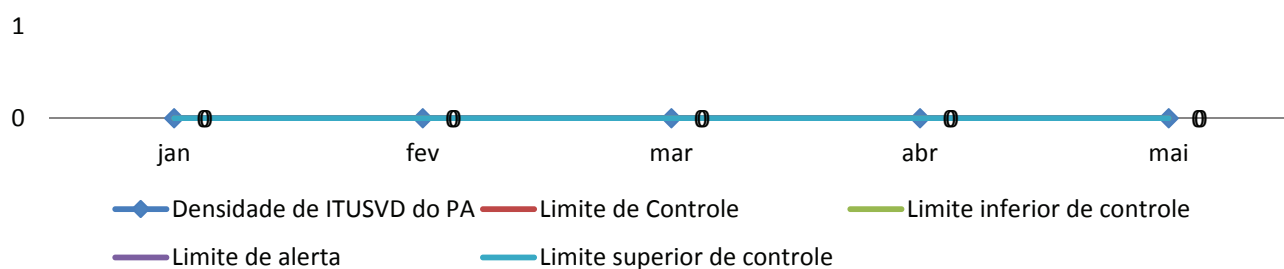 1
0
0 0 0 0 0
jan fev mar abr mai
Densidade de ITUSVD do PA Limite de Controle Limite inferior de controle
Limite de alerta Limite superior de controle